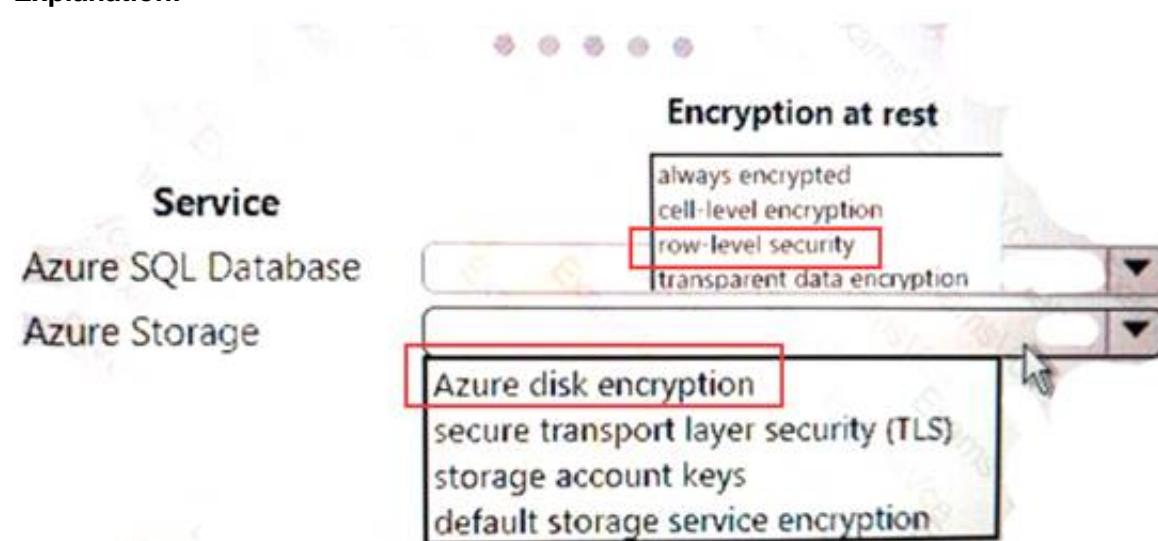 Explanation:
Encryption at rest
always encrypted
Service
cell-level encryption
row-level security
Azure SQL Database
transparent data encryption
Azure Storage
Azure disk encryption
secure transport layer security (TLS)
storage account keys
default storage service encryption